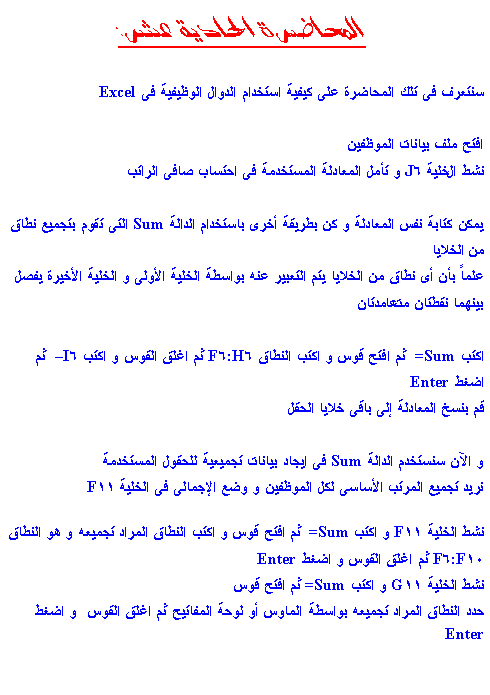 المحاضرة الحادية عشر:
سنتعرف فى تلك المحاضرة على كيفية استخدام الدوال الوظيفية فى Excel
افتح ملف بيانات الموظفين
نشط الخلية J٦ و تأمل المعادلة المستخدمة فى احتساب صافى الراتب
يمكن كتابة نفس المعادلة و كن بطريقة أخرى باستخدام الدالة Sum التى تقوم بتجميع نطاق
من الخلايا
علماً بأن أى نطاق من الخلايا يتم التعبير عنه بواسطة الخلية الأولى و الخلية الأخيرة يفصل
بينهما نقطتان متعامدتان
اكتب Sum= ثم افتح قوس و اكتب النطاق F٦:H٦ ثم اغلق القوس و اكتب I٦– ثم
اضغط Enter
قم بنسخ المعادلة إلى باقى خلايا الحقل
و الآن سنستخدم الدالة Sum فى إيجاد بيانات تجميعية للحقول المستخدمة
نريد تجميع المرتب الأساسى لكل الموظفين و وضع الإجمالى فى الخلية F١١
نشط الخلية F١١ و اكتب Sum= ثم افتح قوس و اكتب النطاق المراد تجميعه و هو النطاق
F٦:F١٠ ثم اغلق القوس و اضغط Enter
نشط الخلية G١١ و اكتب Sum= ثم افتح قوس
حدد النطاق المراد تجميعه بواسطة الماوس أو لوحة المفاتيح ثم اغلق القوس و اضغط
Enter